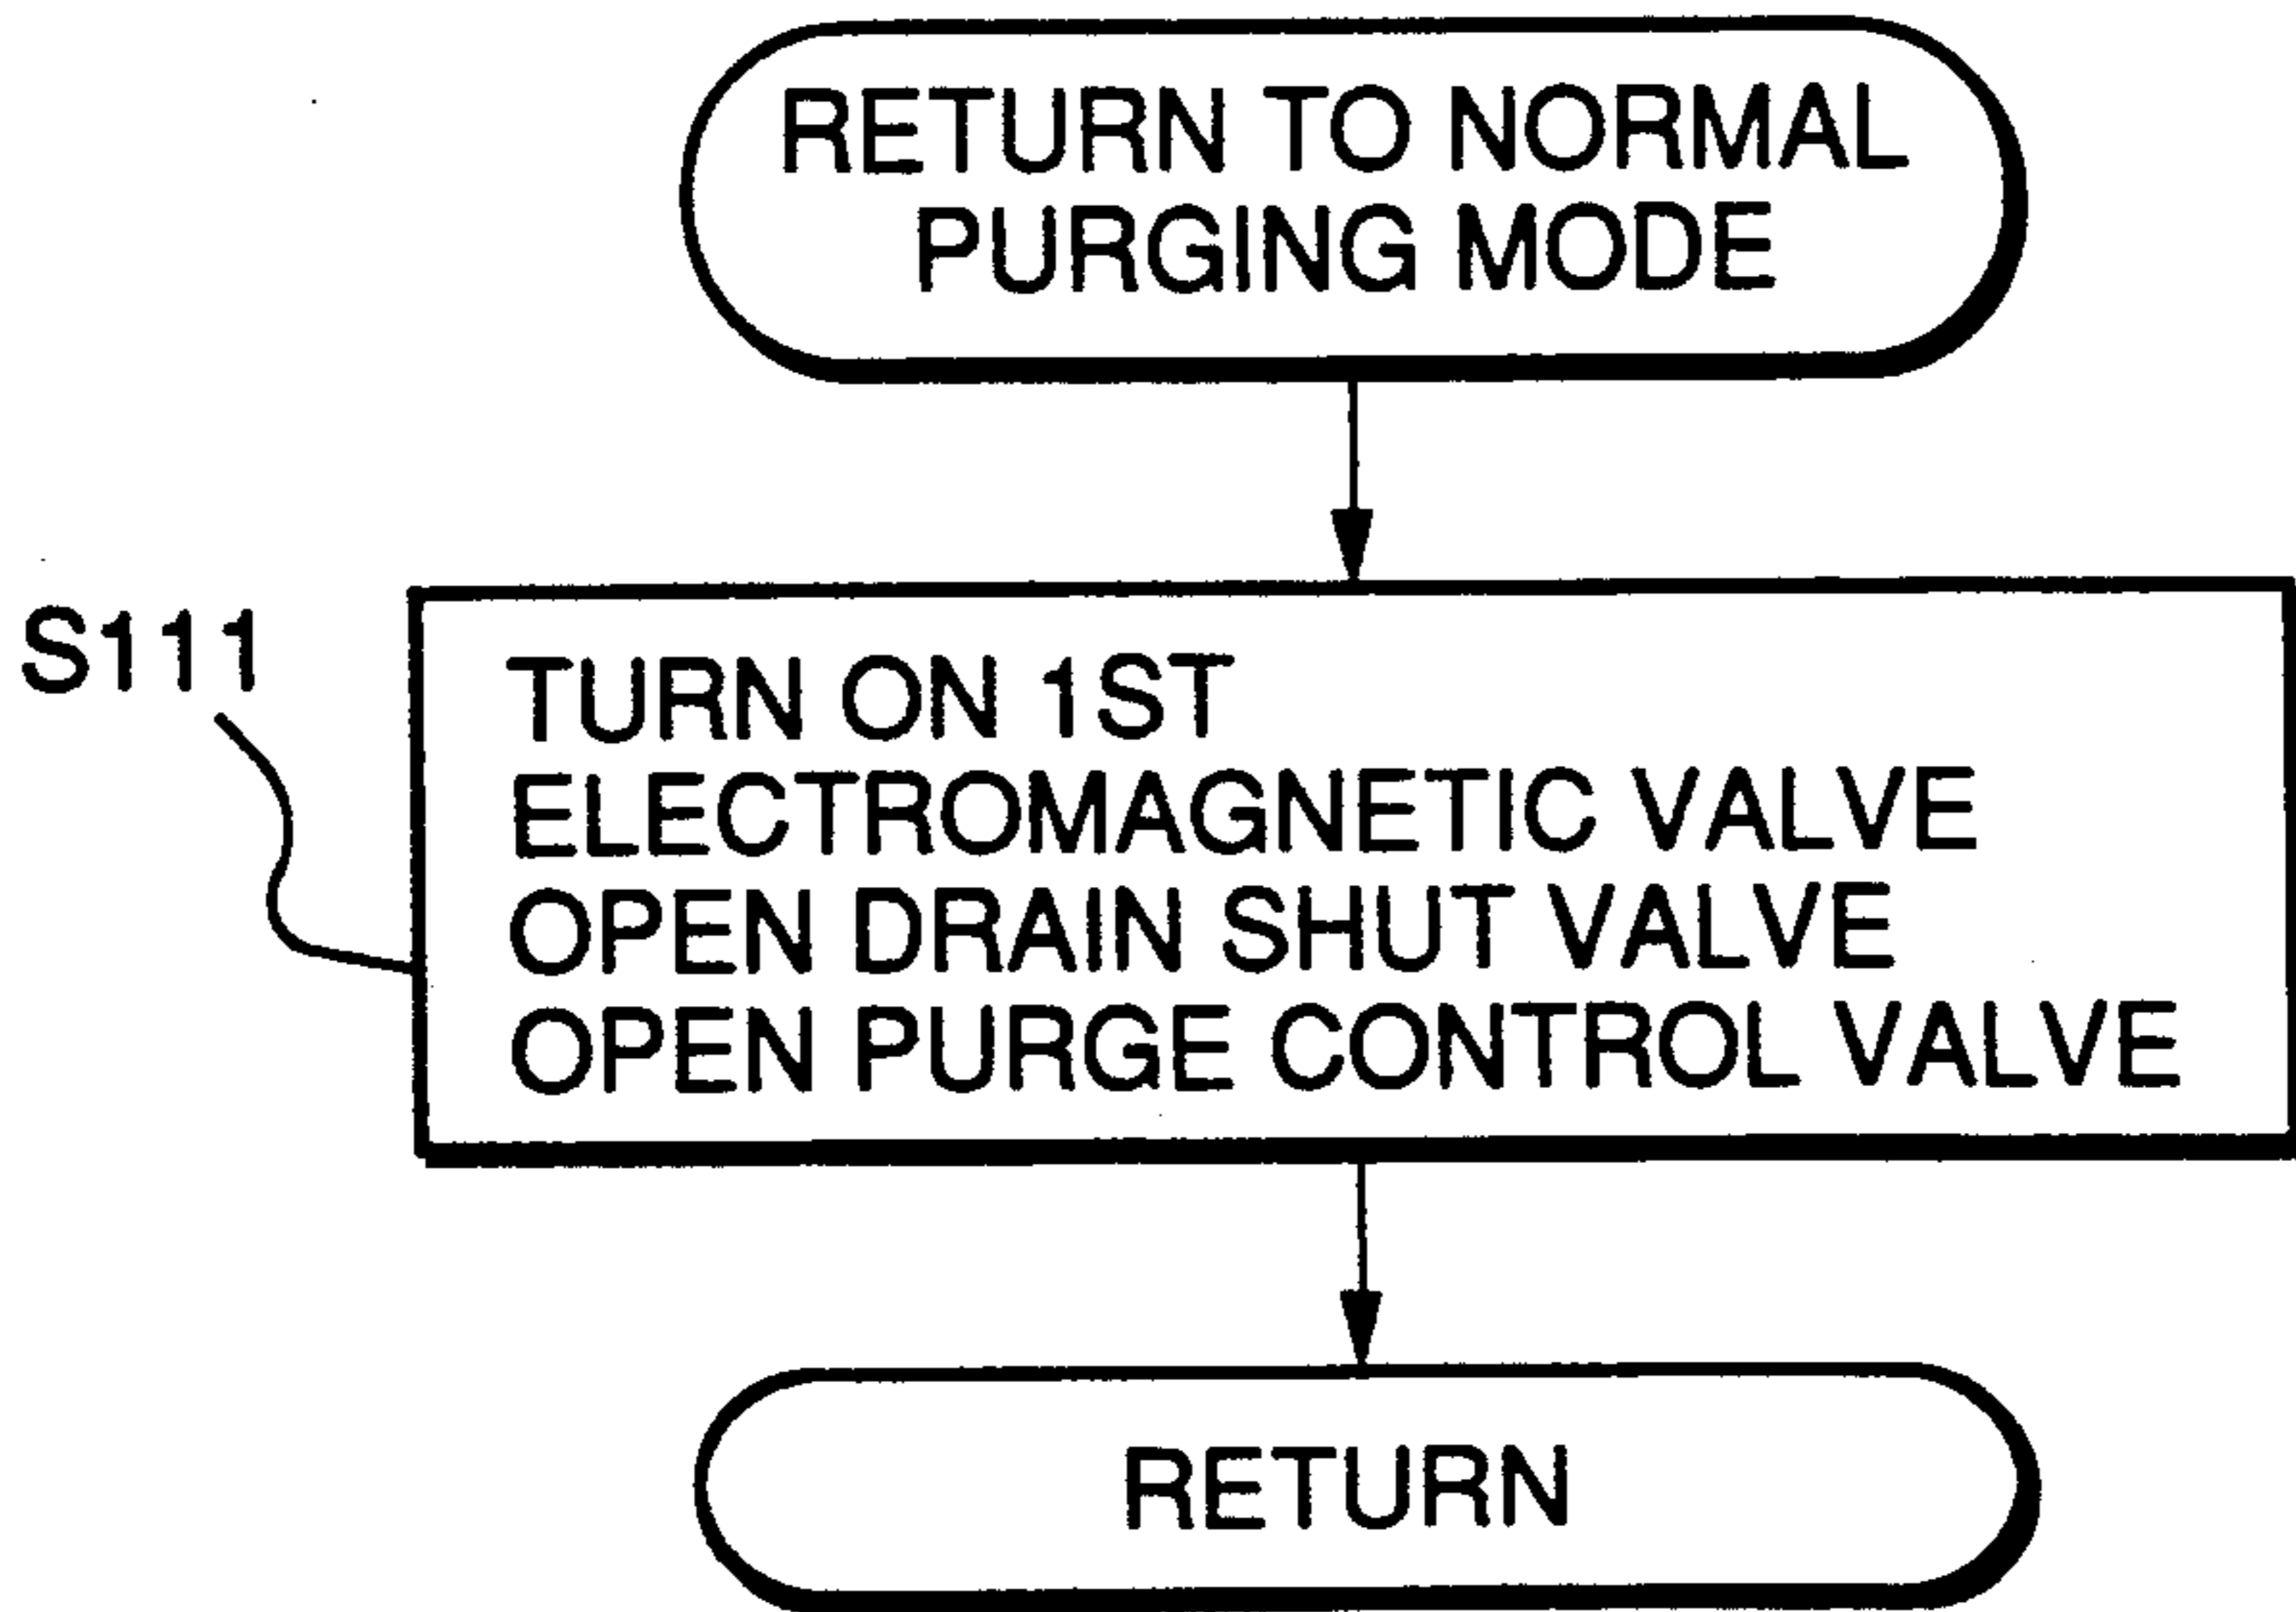 RETURN TO NORMAL
PURGING MODE
S111
TURN ON 1ST
ELECTROMAGNETIC VALVE
OPEN DRAIN SHUT VALVE
OPEN PURGE CONTROL VALVE
RETURN